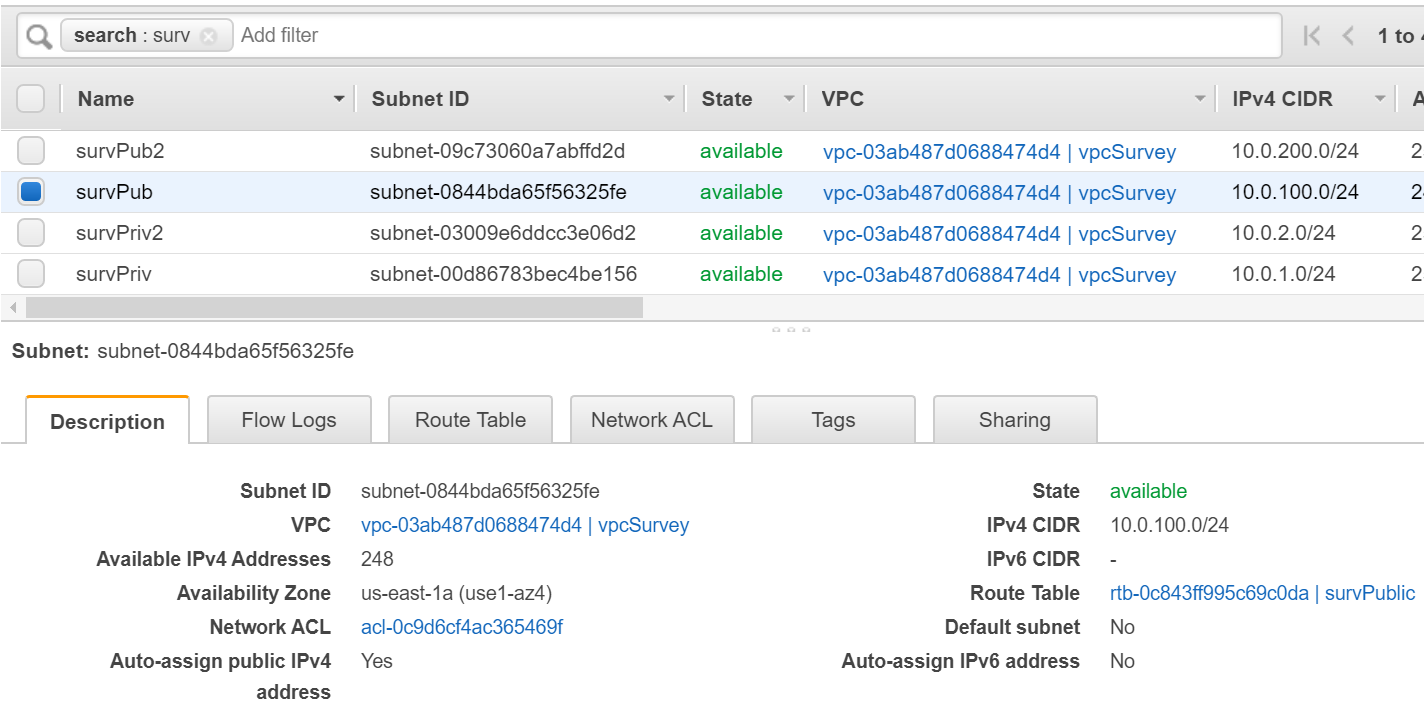 search : surv Add filter 1 to
Name Subnet ID State VPC IPv4 CIDR
survPub2 subnet-09c73060a7abffd2d available vpc-03ab487d0688474d4 | vpcSurvey 10.0.200.0/24 2
survPub subnet-0844bda65f56325fe available vpc-03ab487d0688474d4 | vpcSurvey 10.0.100.0/24 2
survPriv2 subnet-03009e6ddcc3e06d2 available vpc-03ab487d0688474d4 | vpcSurvey 10.0.2.0/24 2
survPriv subnet-00d86783bec4be156 available vpc-03ab487d0688474d4 | vpcSurvey 10.0.1.0/24 2
Subnet: subnet-0844bda65f56325fe
Description Flow Logs Route Table Network ACL Tags Sharing
Subnet ID subnet-0844bda65f56325fe State available
VPC vpc-03ab487d0688474d4 | vpcSurvey IPv4 CIDR 10.0.100.0/24
Available IPv4 Addresses 248 IPv6 CIDR -
Availability Zone us-east-1a (use1-az4) Route Table rtb-0c843ff995c69c0da | survPublic
Network ACL acl-0c9d6cf4ac365469f Default subnet No
Auto-assign public IPv4 Yes Auto-assign IPv6 address No
address